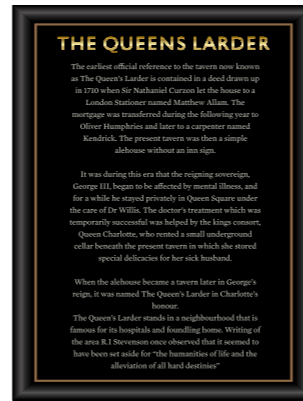 THE QUEENS LARDER
The earliest official reference to the tavern now known
as The Queen's Larder is contained in a deed drawn up
in 1710 when Sir Nathaniel Curzon let the house to a
London Stationer named Matthew Allam. The
mortgage was transferred during the following year to
Oliver Humphries and later to a carpenter named
Kendrick. The present tavern was then a simple
alehouse without an inn sign.
It was during this era that the reigning sovereign,
George III, began to be affected by mental illness, and
for a while he stayed privately in Queen Square under
the care of Dr Willis. The doctor's treatment which was
temporarily successful was helped by the kings consort,
Queen Charlotte, who rented a small underground
cellar beneath the present tavern in which she stored
special delicacies for her sick husband.
When the alehouse became a tavern later in George's
reign, it was named The Queen's Larder in Charlotte's
honour.
The Queen's Larder stands in a neighbourhood that is
famous for its hospitals and foundling home. Writing of
the area R.I Stevenson once observed that it seemed to
have been set aside for "the humanities of life and the
alleviation of all hard destinies"